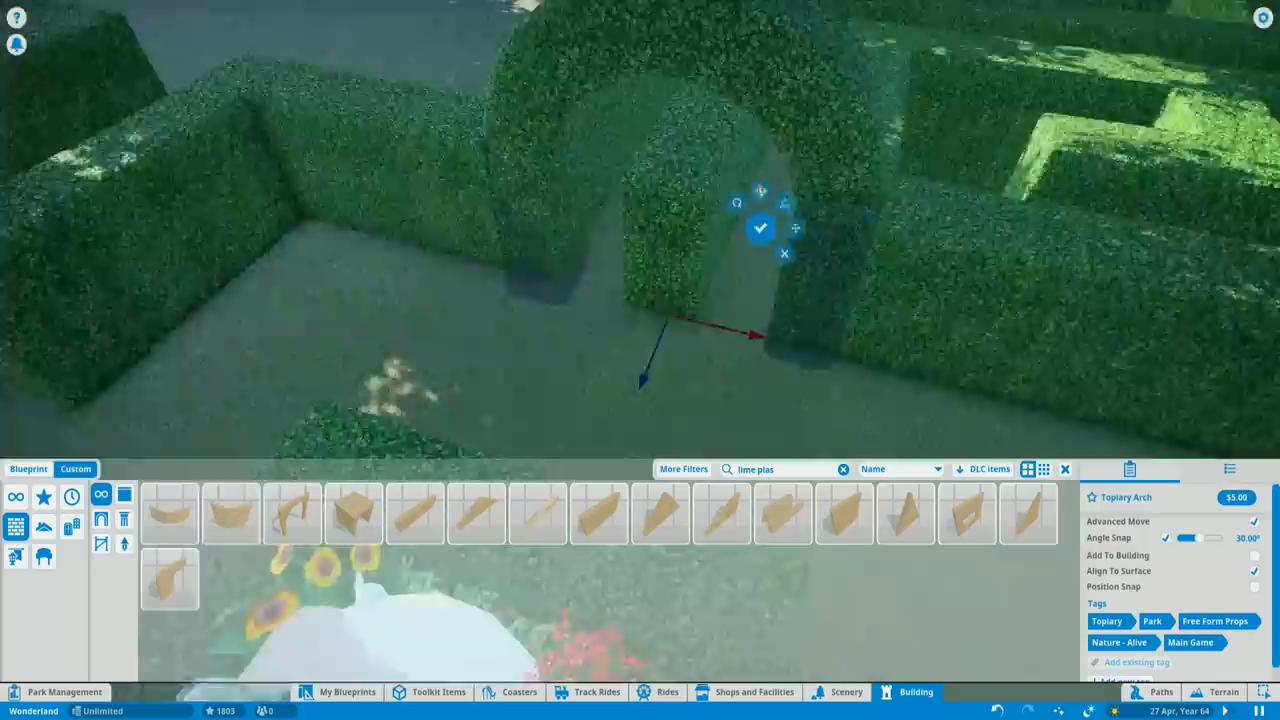 Blueprint Custom More Filters lime plas Name DLC items
Topiary Arch $5.00
Advanced Move
Angle Snap 30.00°
Add To Building
Align To Surface
Position Snap
Tags
Topiary Park Free Form Props
Nature - Alive Main Game
Add existing tag
Park Management My Blueprints Toolkit Items Coasters Track Rides Rides Shops and Facilities Scenery Building Paths Terrain
Wonderland Unlimited 1803 0 27 Apr, Year 64